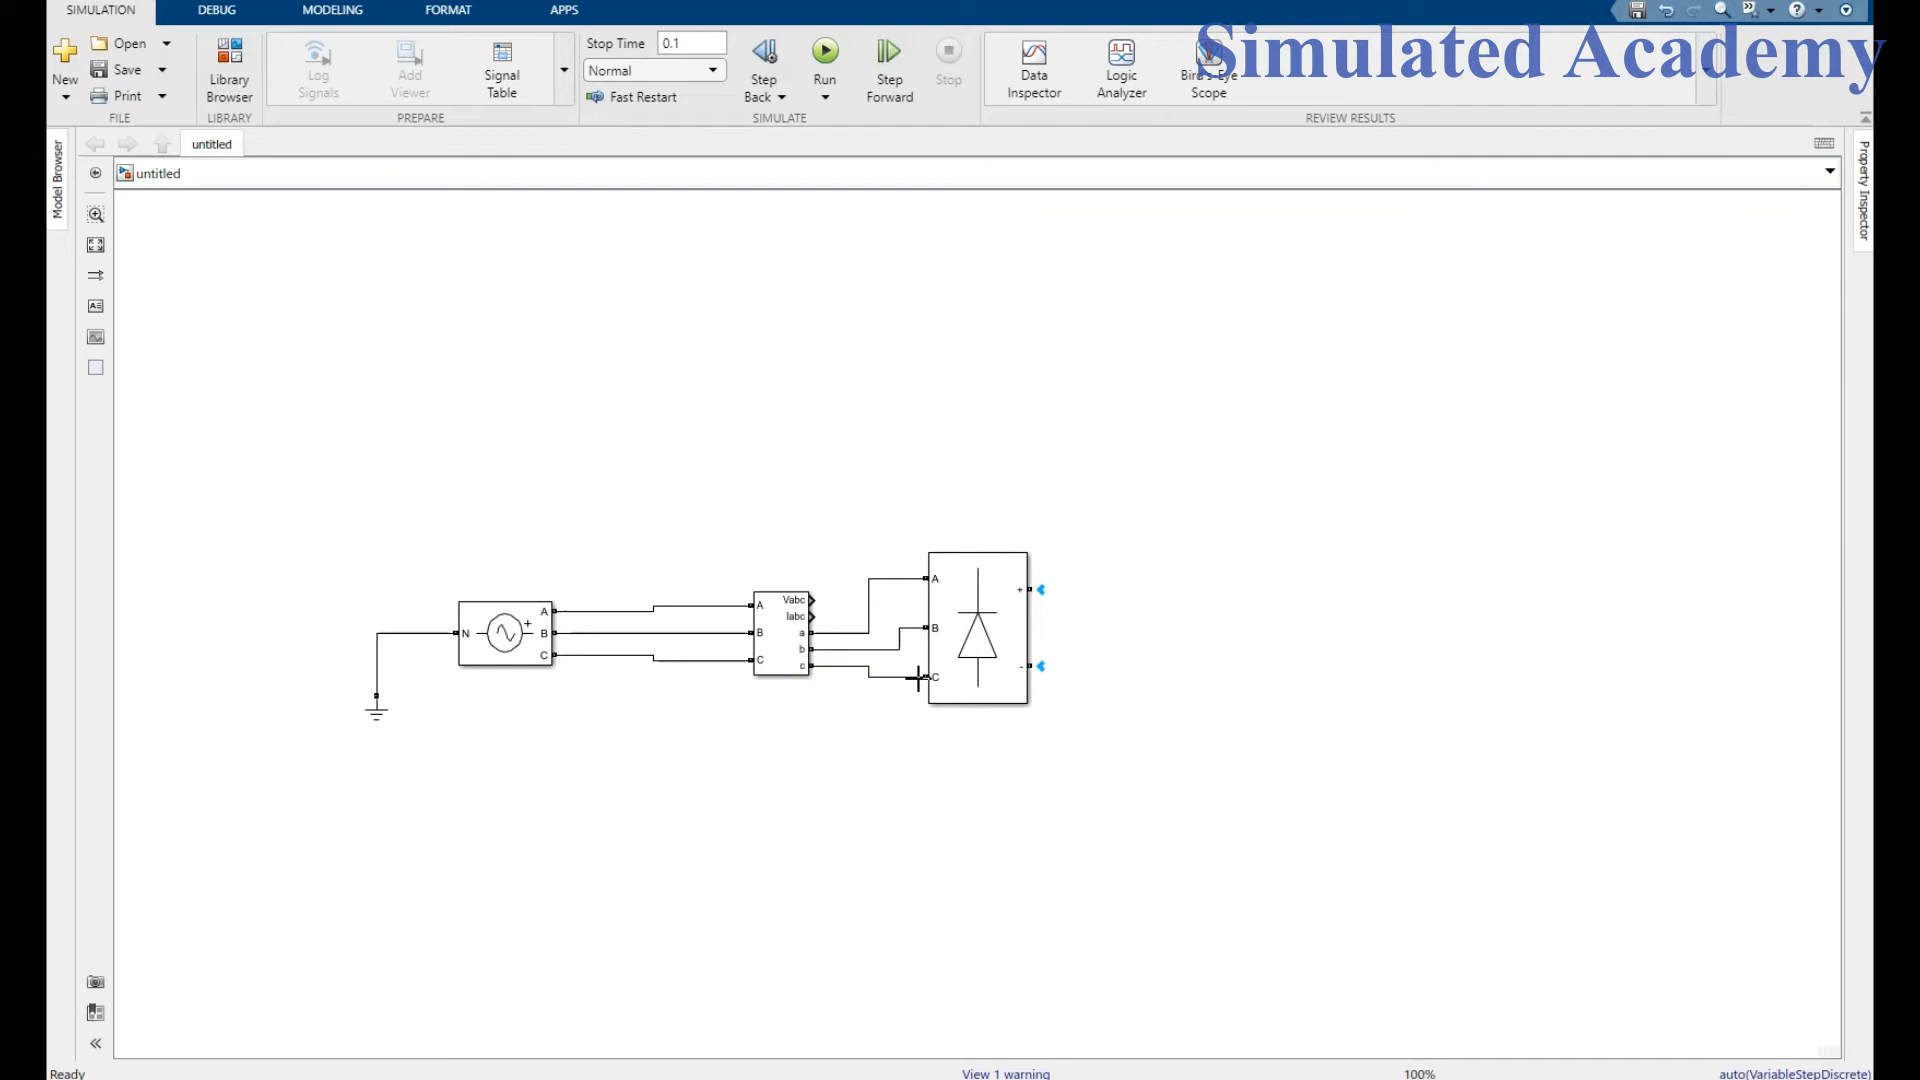 SIMULATION DEBUG MODELING FORMAT APPS
Simulated Academy
New
Open
Save
Print
FILE
Library
Browser
LIBRARY
Log
Signals
Add
Viewer
Signal
Table
PREPARE
Stop Time 0.1
Normal
Fast Restart
Step
Back
Run
Step
Forward
Stop
SIMULATE
Data
Inspector
Logic
Analyzer
Bird's-Eye
Scope
REVIEW RESULTS
Model Browser
untitled
untitled
Property Inspector
N
+
A
B
C
A
B
C
Vabc
Iabc
a
b
c
A
B
C
+
-
Ready
View 1 warning
100%
auto(VariableStepDiscrete)